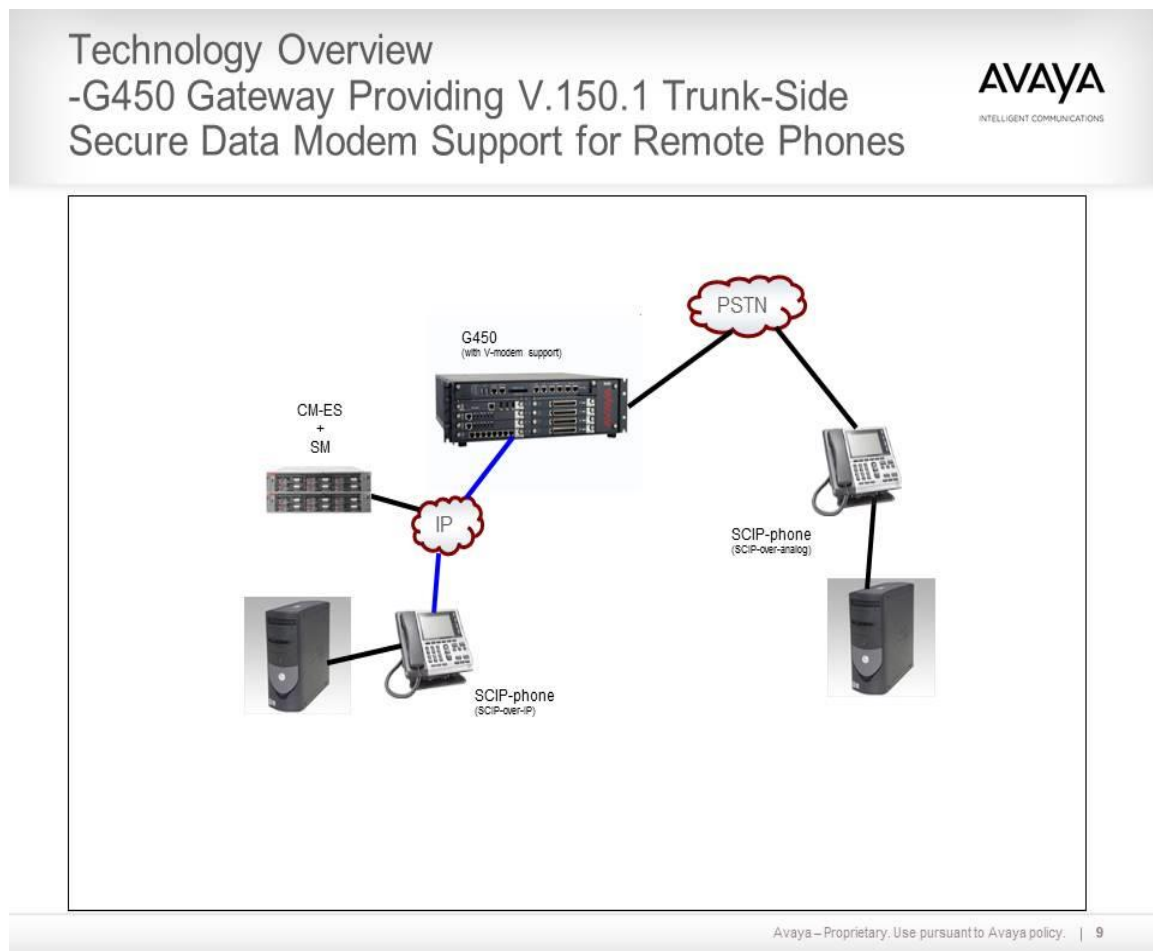 Technology Overview
-G450 Gateway Providing V.150.1 Trunk-Side
Secure Data Modem Support for Remote Phones
AVAYA
INTELLIGENT COMMUNICATIONS
PSTN
G450
(with V-modem support)
CM-ES
+
SM
IP
SCIP-phone
(SCIP-over-analog)
SCIP-phone
(SCIP-over-IP)
Avaya – Proprietary. Use pursuant to Avaya policy. | 9